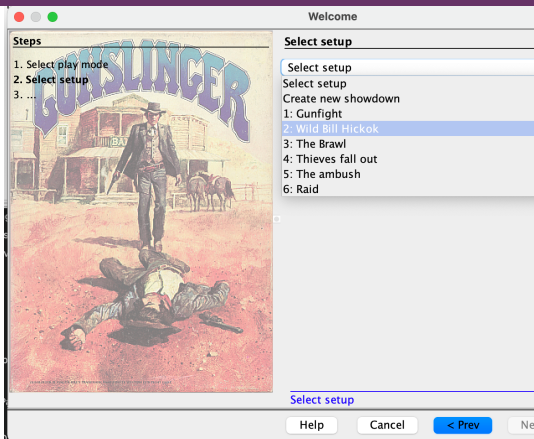 Welcome
Steps
1. Select play mode
2. Select setup
3. ...
GUNSLINGER
BA
Select setup
Select setup
Select setup
Create new showdown
1: Gunfight
2: Wild Bill Hickok
3: The Brawl
4: Thieves fall out
5: The ambush
6: Raid
Select setup
Help
Cancel
< Prev
Ne